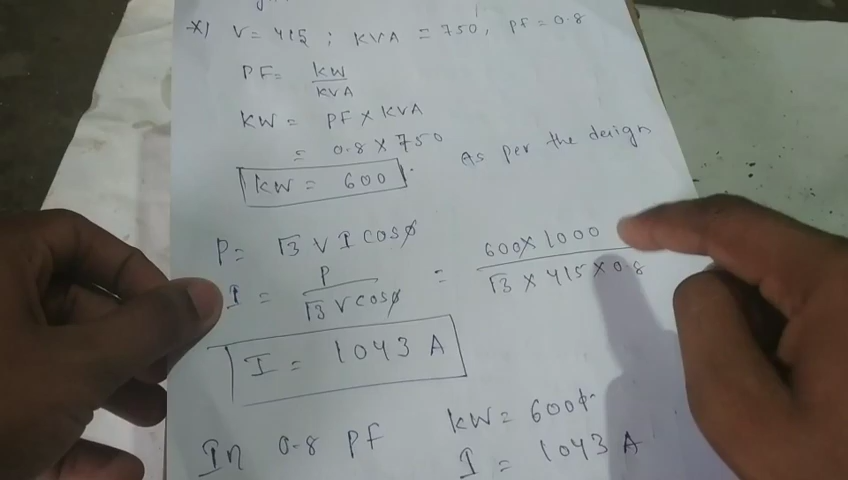 *) V = 415 ; KVA = 750, PF = 0.8
PF = KW / KVA
KW = PF X KVA
= 0.8 X 750
KW = 600
As per the design
P = √3 V I cosφ
I = P / √3 V cosφ = 600 X 1000 / √3 X 415 X 0.8
I = 1043 A
In 0.8 PF KW = 600
I = 1043 A